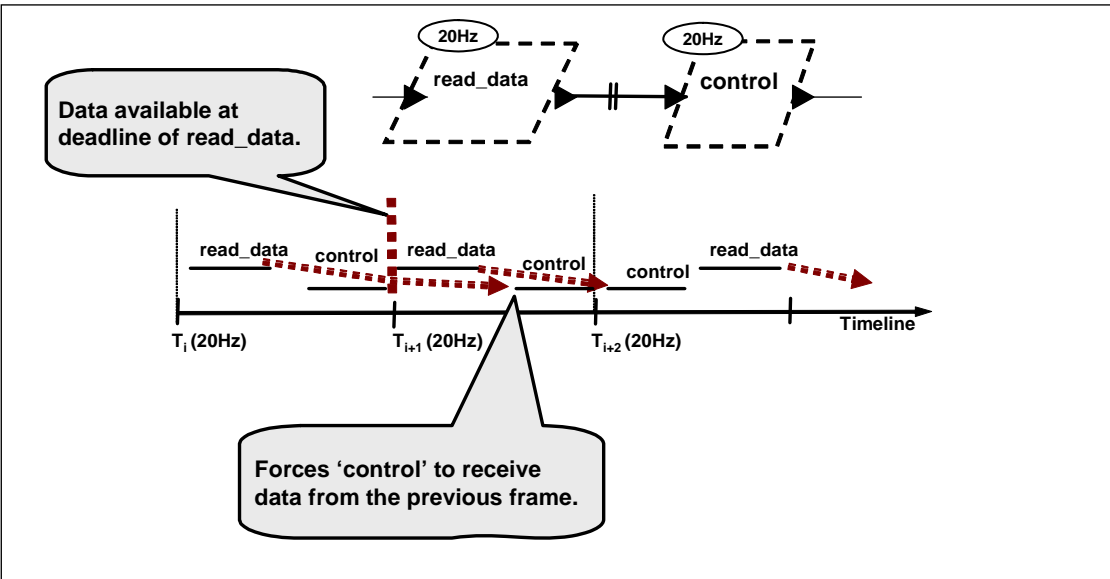 20Hz
20Hz
read_data
control
Data available at
deadline of read_data.
read_data
control
read_data
control
control
read_data
Timeline
Ti (20Hz)
Ti+1 (20Hz)
Ti+2 (20Hz)
Forces ‘control’ to receive
data from the previous frame.